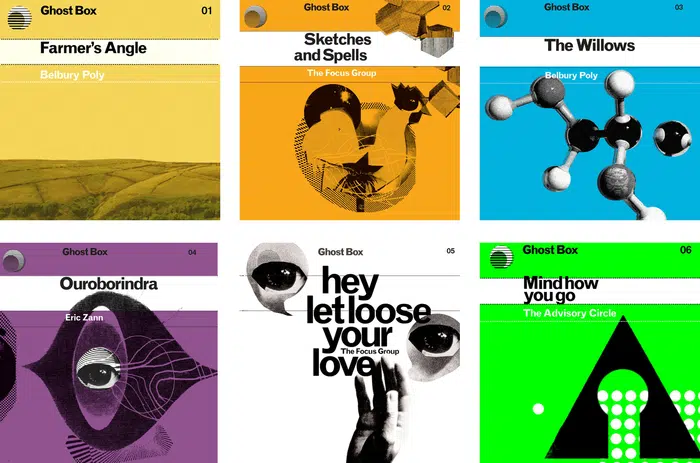 Ghost Box 01
Farmer's Angle
Belbury Poly
Ghost Box 02
Sketches
and Spells
The Focus Group
Ghost Box 03
The Willows
Belbury Poly
Ghost Box 04
Ouroborindra
Eric Zann
Ghost Box 05
hey
let loose
your
love
The Focus Group
Ghost Box 06
Mind how
you go
The Advisory Circle